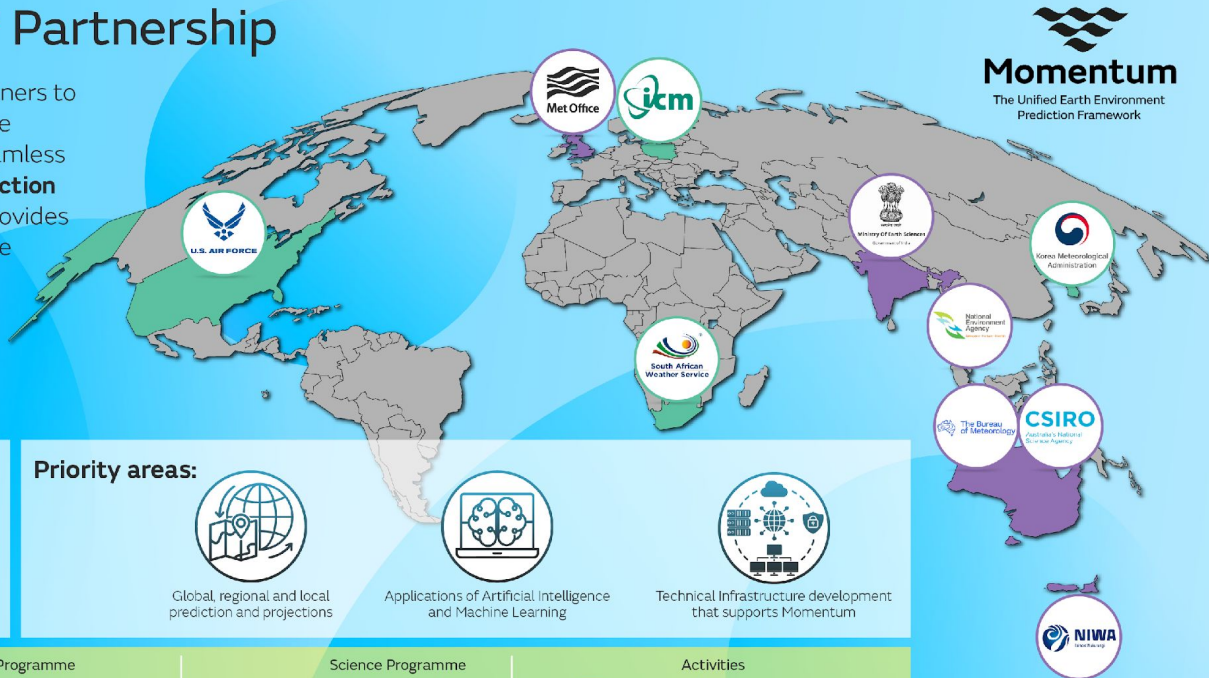 Partnership
ners to
e
amless
ction
ovides
e
Momentum
The Unified Earth Environment
Prediction Framework
Met Office
icm
U.S. AIR FORCE
Ministry Of Earth Sciences
Government of India
Korea Meteorological
Administration
National
Environment
Agency
South African
Weather Service
The Bureau
of Meteorology
CSIRO
Australia's National
Science Agency
NIWA
Priority areas:
Global, regional and local
prediction and projections
Applications of Artificial Intelligence
and Machine Learning
Technical Infrastructure development
that supports Momentum
Programme
Science Programme
Activities